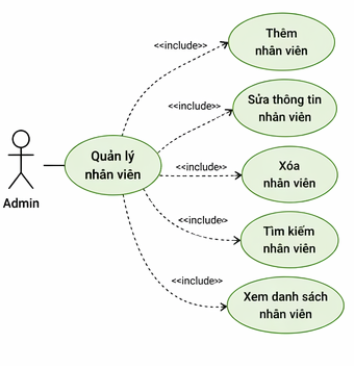 <<include>>
Thêm
nhân viên
<<include>>
Sửa thông tin
nhân viên
Admin
Quản lý
nhân viên
<<include>>
Xóa
nhân viên
<<include>>
Tìm kiếm
nhân viên
<<include>>
Xem danh sách
nhân viên